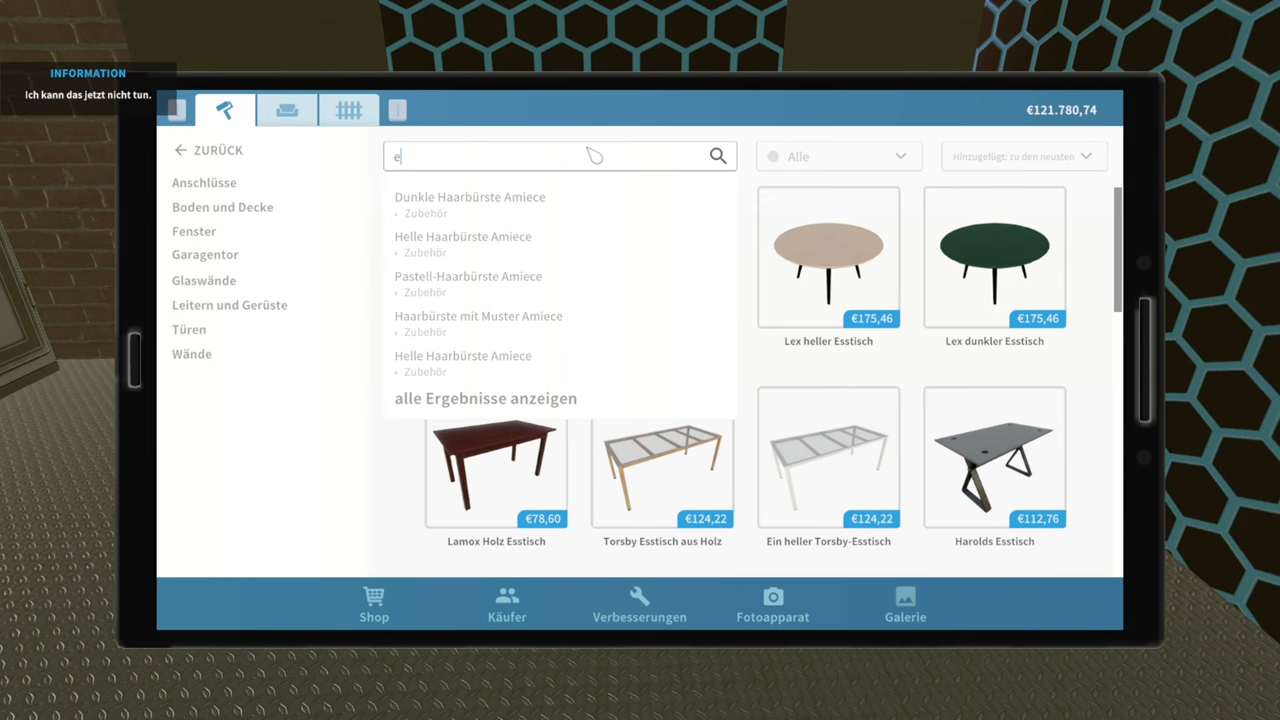 INFORMATION
Ich kann das jetzt nicht tun.
€121.780,74
ZURÜCK
Anschlüsse
Boden und Decke
Fenster
Garagentor
Glaswände
Leitern und Gerüste
Türen
Wände
e
Alle
Hinzugefügt: zu den neusten
Dunkle Haarbürste Amiece
• Zubehör
Helle Haarbürste Amiece
• Zubehör
Pastell-Haarbürste Amiece
• Zubehör
Haarbürste mit Muster Amiece
• Zubehör
Helle Haarbürste Amiece
• Zubehör
alle Ergebnisse anzeigen
€175,46
€175,46
Lex heller Esstisch
Lex dunkler Esstisch
€78,60
€124,22
€124,22
€112,76
Lamox Holz Esstisch
Torsby Esstisch aus Holz
Ein heller Torsby-Esstisch
Harolds Esstisch
Shop
Käufer
Verbesserungen
Fotoapparat
Galerie